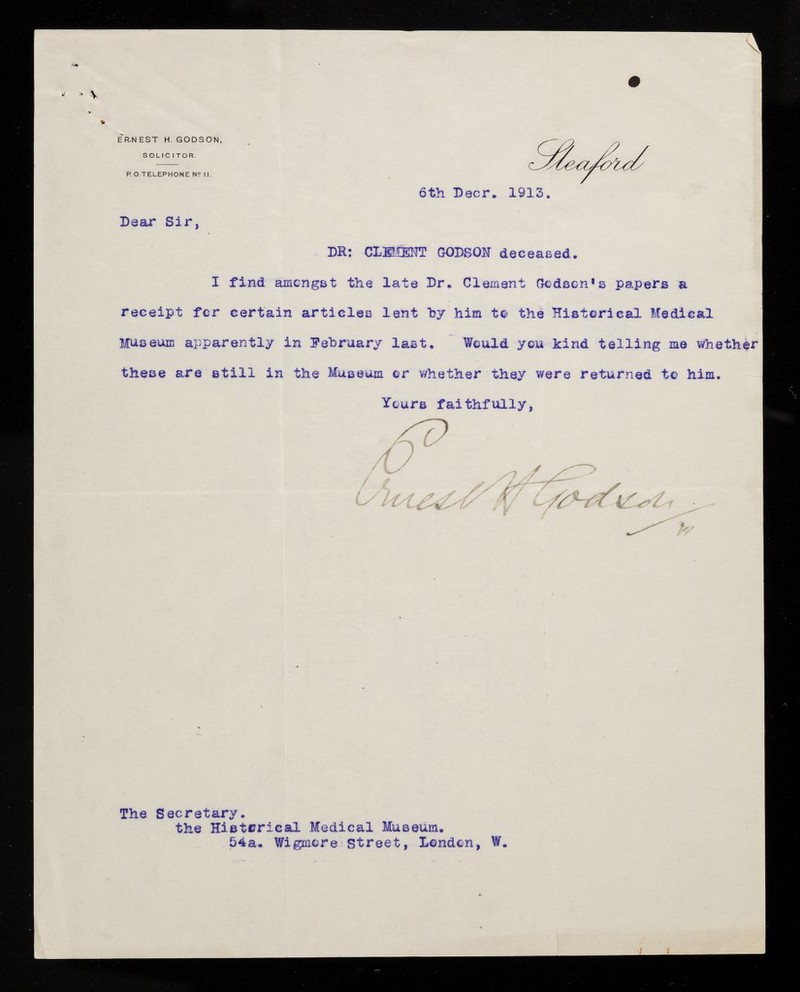 ERNEST H. GODSON,
SOLICITOR.
P.O. TELEPHONE Nº 11.
Sleaford
6th Decr. 1913.
Dear Sir,
DR: CLEMENT GODSON deceased.
I find amongst the late Dr. Clement Godson's papers a
receipt for certain articles lent by him to the Historical Medical
Museum apparently in February last. Would you kind telling me whether
these are still in the Museum or whether they were returned to him.
Yours faithfully,
Ernest H Godson
The Secretary.
the Historical Medical Museum.
54a. Wigmore Street, London, W.